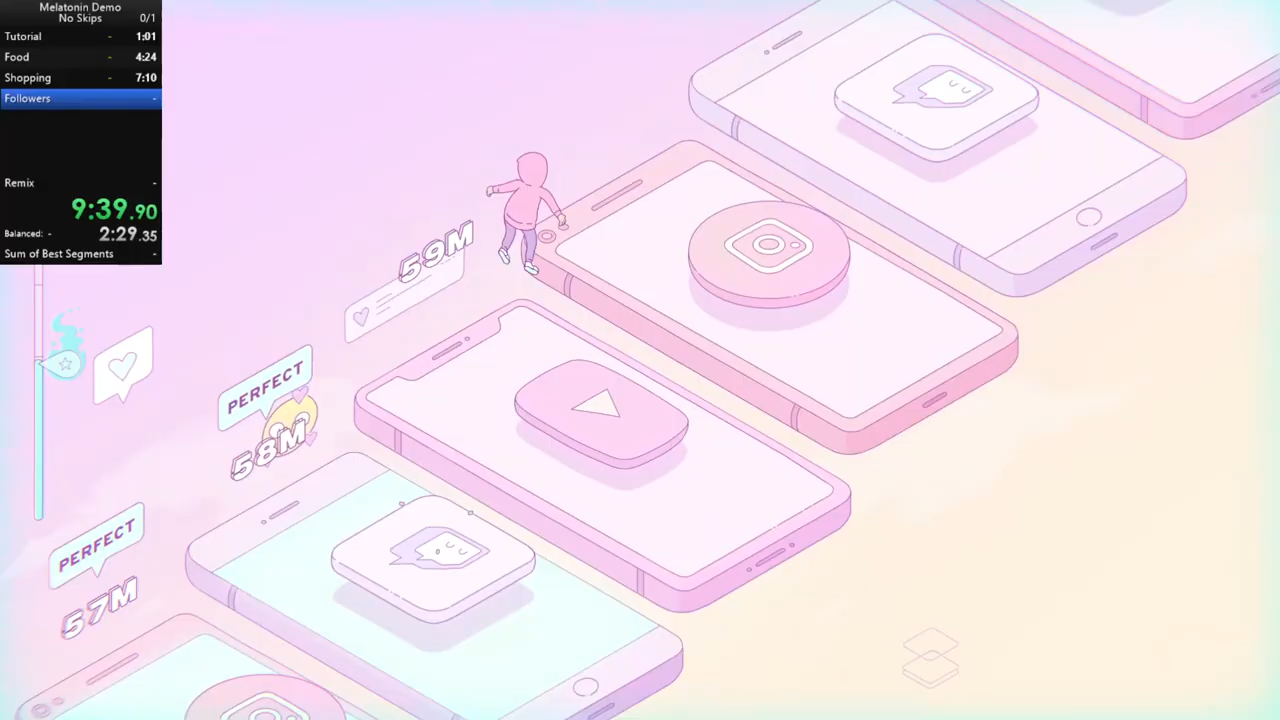 Melatonin Demo
No Skips 0/1
Tutorial - 1:01
Food - 4:24
Shopping - 7:10
Followers -
Remix -
9:39.90
Balanced: - 2:29.35
Sum of Best Segments -
59M
PERFECT
58M
PERFECT
57M